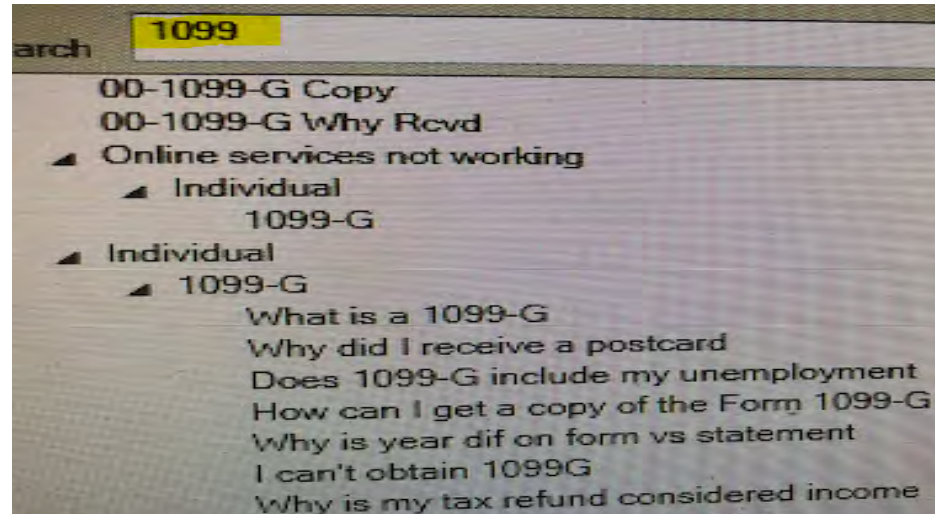 arch 1099
00-1099-G Copy
00-1099-G Why Rcvd
Online services not working
Individual
1099-G
Individual
1099-G
What is a 1099-G
Why did I receive a postcard
Does 1099-G include my unemployment
How can I get a copy of the Form 1099-G
Why is year dif on form vs statement
I can't obtain 1099G
Why is my tax refund considered income